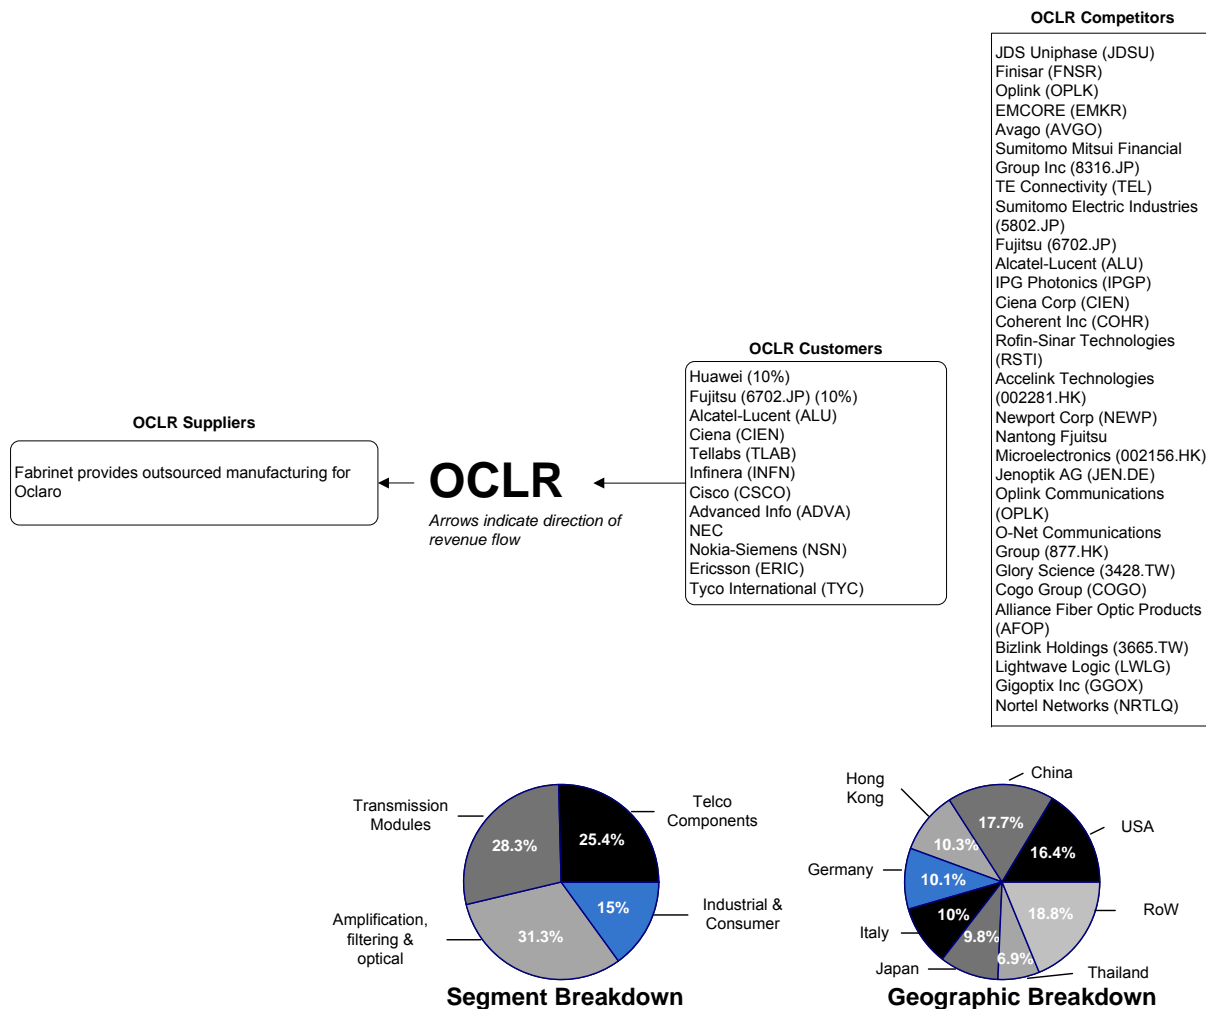 OCLR Competitors
JDS Uniphase (JDSU)
Finisar (FNSR)
Oplink (OPLK)
EMCORE (EMKR)
Avago (AVGO)
Sumitomo Mitsui Financial
Group Inc (8316.JP)
TE Connectivity (TEL)
Sumitomo Electric Industries
(5802.JP)
Fujitsu (6702.JP)
Alcatel-Lucent (ALU)
IPG Photonics (IPGP)
Ciena Corp (CIEN)
Coherent Inc (COHR)
Rofin-Sinar Technologies
(RSTI)
Accelink Technologies
(002281.HK)
Newport Corp (NEWP)
Nantong Fjuitsu
Microelectronics (002156.HK)
Jenoptik AG (JEN.DE)
Oplink Communications
(OPLK)
O-Net Communications
Group (877.HK)
Glory Science (3428.TW)
Cogo Group (COGO)
Alliance Fiber Optic Products
(AFOP)
Bizlink Holdings (3665.TW)
Lightwave Logic (LWLG)
Gigoptix Inc (GGOX)
Nortel Networks (NRTLQ)
OCLR Customers
Huawei (10%)
Fujitsu (6702.JP) (10%)
Alcatel-Lucent (ALU)
Ciena (CIEN)
Tellabs (TLAB)
Infinera (INFN)
Cisco (CSCO)
Advanced Info (ADVA)
NEC
Nokia-Siemens (NSN)
Ericsson (ERIC)
Tyco International (TYC)
OCLR Suppliers
Fabrinet provides outsourced manufacturing for
Oclaro
OCLR
Arrows indicate direction of
revenue flow
Transmission
Modules
28.3%
Telco
Components
25.4%
Amplification,
filtering &
optical
31.3%
Industrial &
Consumer
15%
Segment Breakdown
Hong
Kong
10.3%
China
17.7%
USA
16.4%
Germany
10.1%
Italy
10%
Japan
9.8%
Thailand
6.9%
RoW
18.8%
Geographic Breakdown